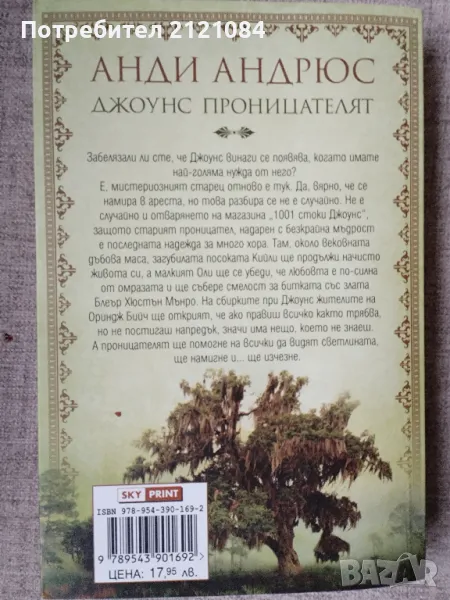 Потребител 2121084
АНДИ АНДРЮС
ДЖОУНС ПРОНИЦАТЕЛЯТ
Забелязали ли сте, че Джоунс винаги се появява, когато имате
най-голяма нужда от него?
Е, мистериозният старец отново е тук. Да, вярно, че се
намира в ареста, но това разбира се не е случайно. Не е
случайно и отварянето на магазина „1001 стоки Джоунс",
защото старият проницател, надарен с безкрайна мъдрост
е последната надежда за много хора. Там, около вековната
дъбова маса, загубилата посоката Кийли ще продължи начисто
живота си, а малкият Оли ще се убеди, че любовта е по-силна
от омразата и ще събере смелост за битката със злата
Блеър Хюстън Мънро. На сбирките при Джоунс жителите на
Ориндж Бийч ще открият, че ако правиш всичко както трябва,
но не постигаш напредък, значи има нещо, което не знаеш.
А проницателят ще помогне на всички да видят светлината,
ще намигне и... ще изчезне.
SKY PRINT
ISBN 978-954-390-169-2
9 789543 901692
ЦЕНА: 17,95 лв.
BAZAR